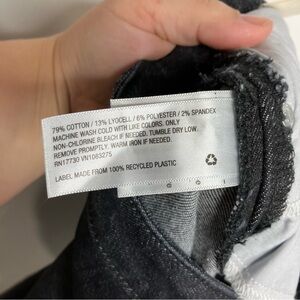 79% COTTON / 13% LYOCELL / 6% POLYESTER / 2% SPANDEX
MACHINE WASH COLD WITH LIKE COLORS. ONLY
NON-CHLORINE BLEACH IF NEEDED. TUMBLE DRY LOW.
REMOVE PROMPTLY. WARM IRON IF NEEDED.
RN17730 VN1083275
LABEL MADE FROM 100% RECYCLED PLASTIC